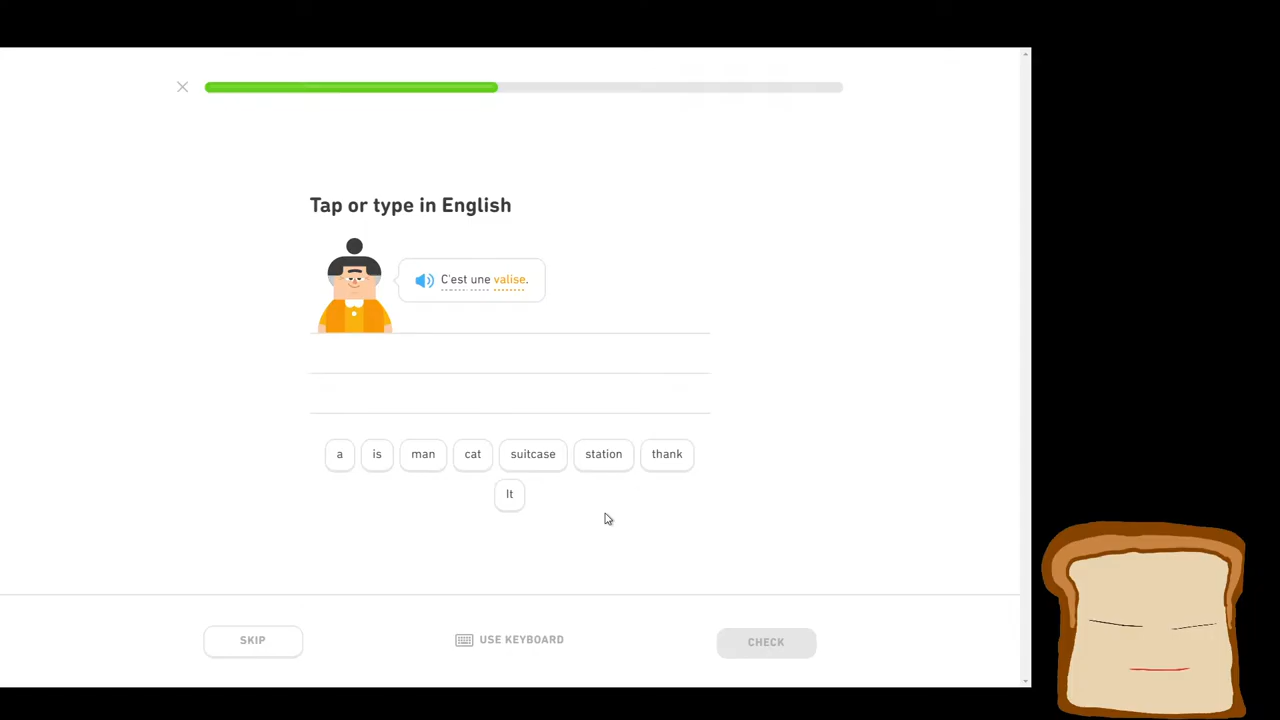 Tap or type in English
C'est une valise.
a is man cat suitcase station thank
It
SKIP USE KEYBOARD CHECK